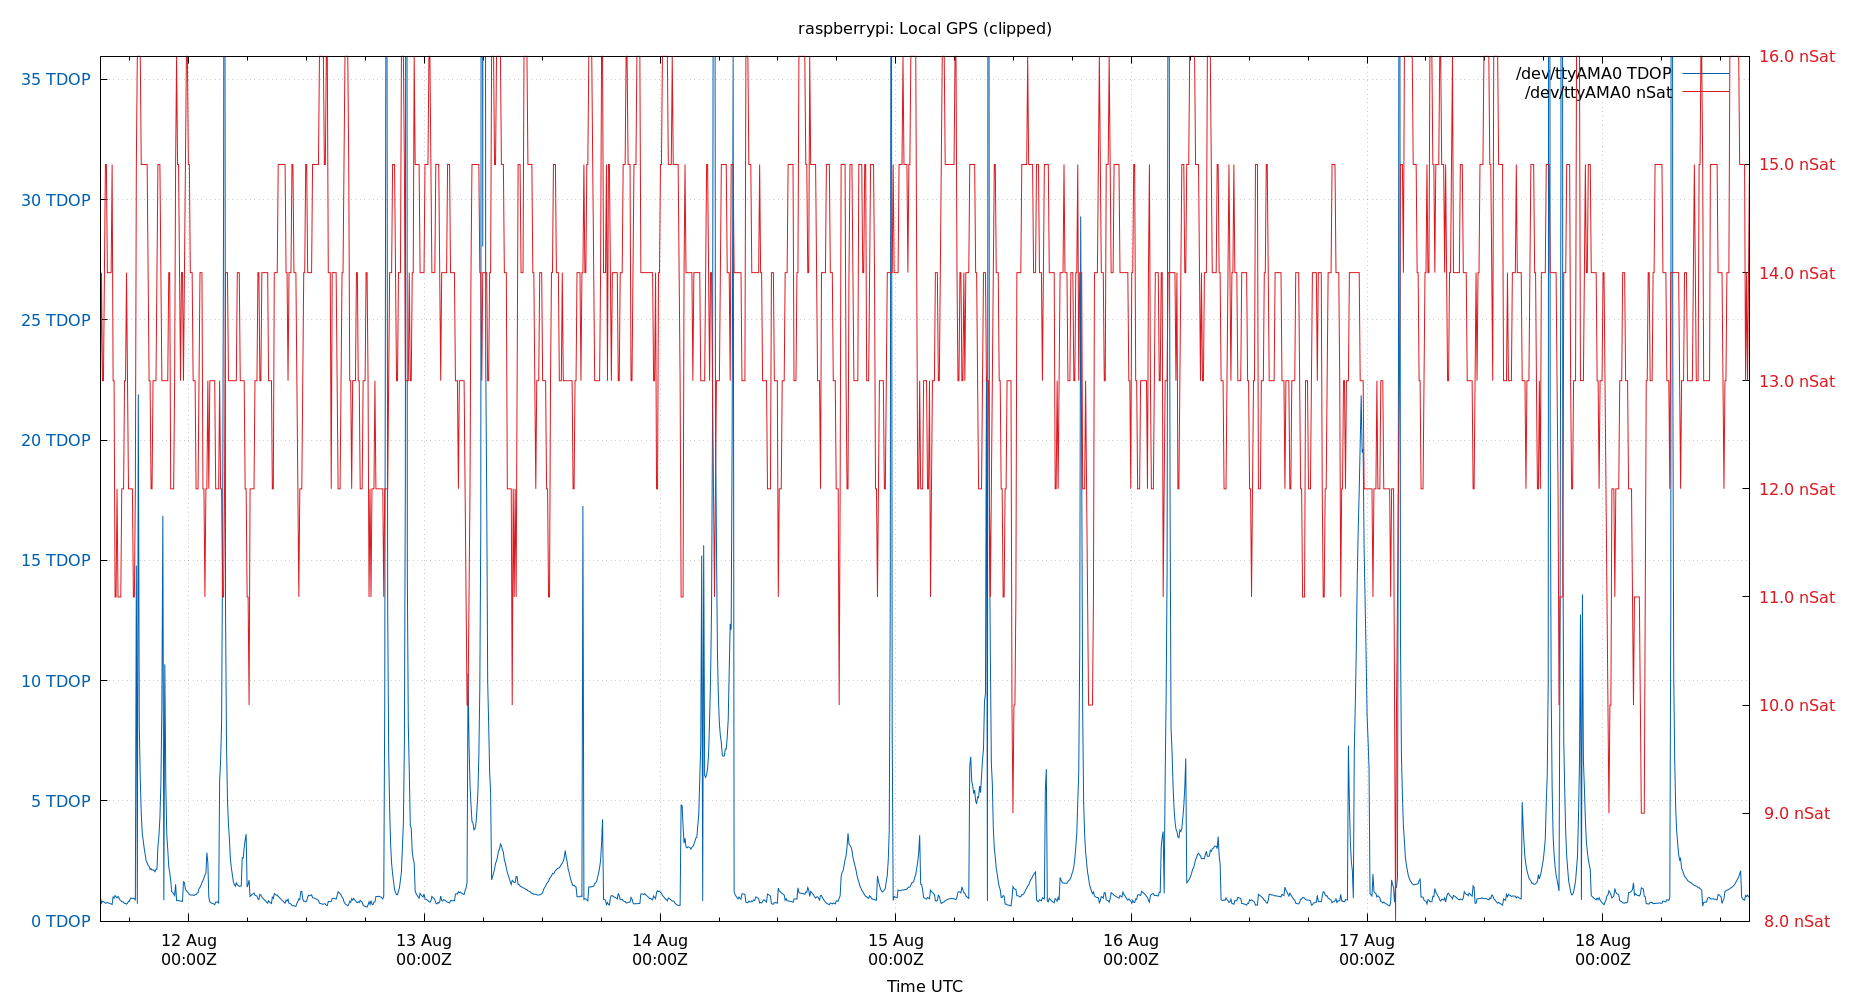 raspberrypi: Local GPS (clipped)
/dev/ttyAMA0 TDOP
/dev/ttyAMA0 nSat
35 TDOP
30 TDOP
25 TDOP
20 TDOP
15 TDOP
10 TDOP
5 TDOP
0 TDOP
16.0 nSat
15.0 nSat
14.0 nSat
13.0 nSat
12.0 nSat
11.0 nSat
10.0 nSat
9.0 nSat
8.0 nSat
12 Aug 13 Aug 14 Aug 15 Aug 16 Aug 17 Aug 18 Aug
00:00Z 00:00Z 00:00Z 00:00Z 00:00Z 00:00Z 00:00Z
Time UTC